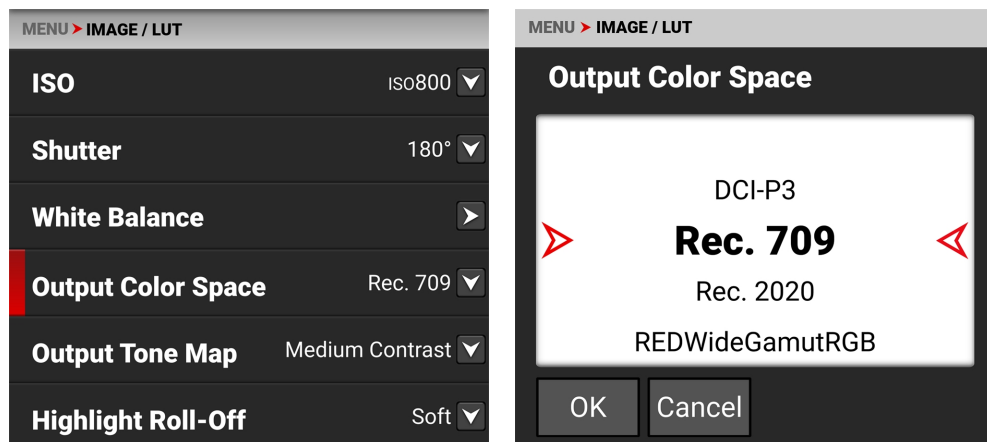 MENU ➤ IMAGE / LUT
ISO ISO800
Shutter 180°
White Balance
Output Color Space Rec. 709
Output Tone Map Medium Contrast
Highlight Roll-Off Soft
MENU ➤ IMAGE / LUT
Output Color Space
DCI-P3
Rec. 709
Rec. 2020
REDWideGamutRGB
OK Cancel